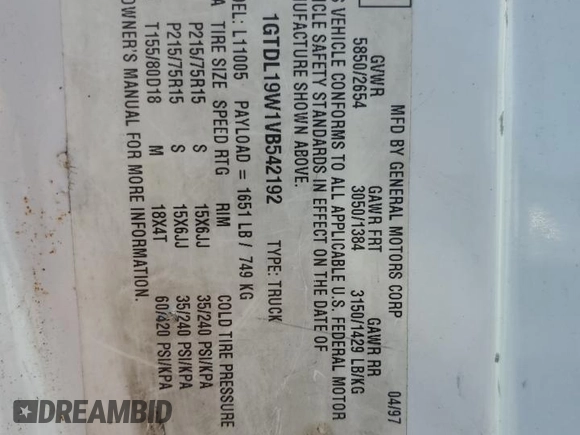 MFD BY GENERAL MOTORS CORP 04/97
GVWR GAWR FRT GAWR RR
5850/2654 3050/1384 3150/1429 LB/KG
S VEHICLE CONFORMS TO ALL APPLICABLE U.S. FEDERAL MOTOR
ICLE SAFETY STANDARDS IN EFFECT ON THE DATE OF
NUFACTURE SHOWN ABOVE.
1GTDL19W1VB542192 TYPE: TRUCK
DEL: L11005 PAYLOAD = 1651 LB / 749 KG
A TIRE SIZE SPEED RTG RIM COLD TIRE PRESSURE
P215/75R15 S 15X6JJ 35/240 PSI/KPA
P215/75R15 S 15X6JJ 35/240 PSI/KPA
T155/80D18 M 18X4T 60/420 PSI/KPA
OWNER'S MANUAL FOR MORE INFORMATION.
DREAMBID